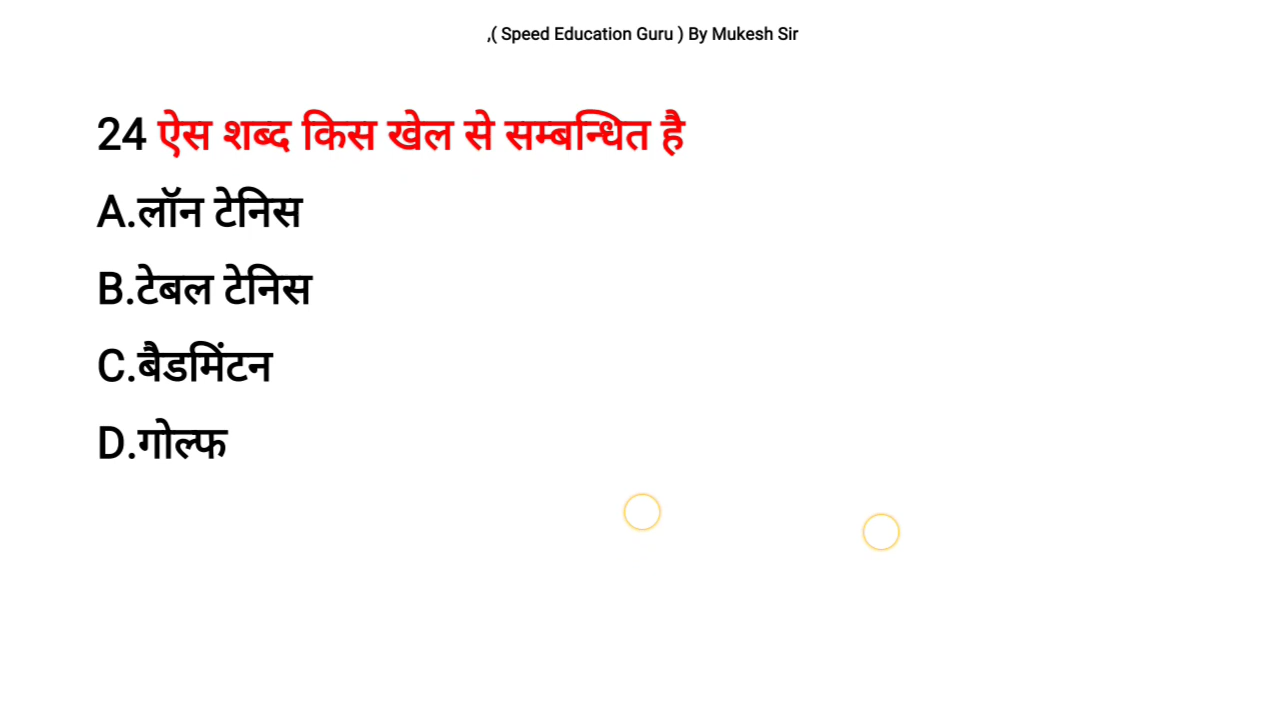 ,( Speed Education Guru ) By Mukesh Sir
24 ऐस शब्द किस खेल से सम्बन्धित है
A.लॉन टेनिस
B.टेबल टेनिस
C.बैडमिंटन
D.गोल्फ